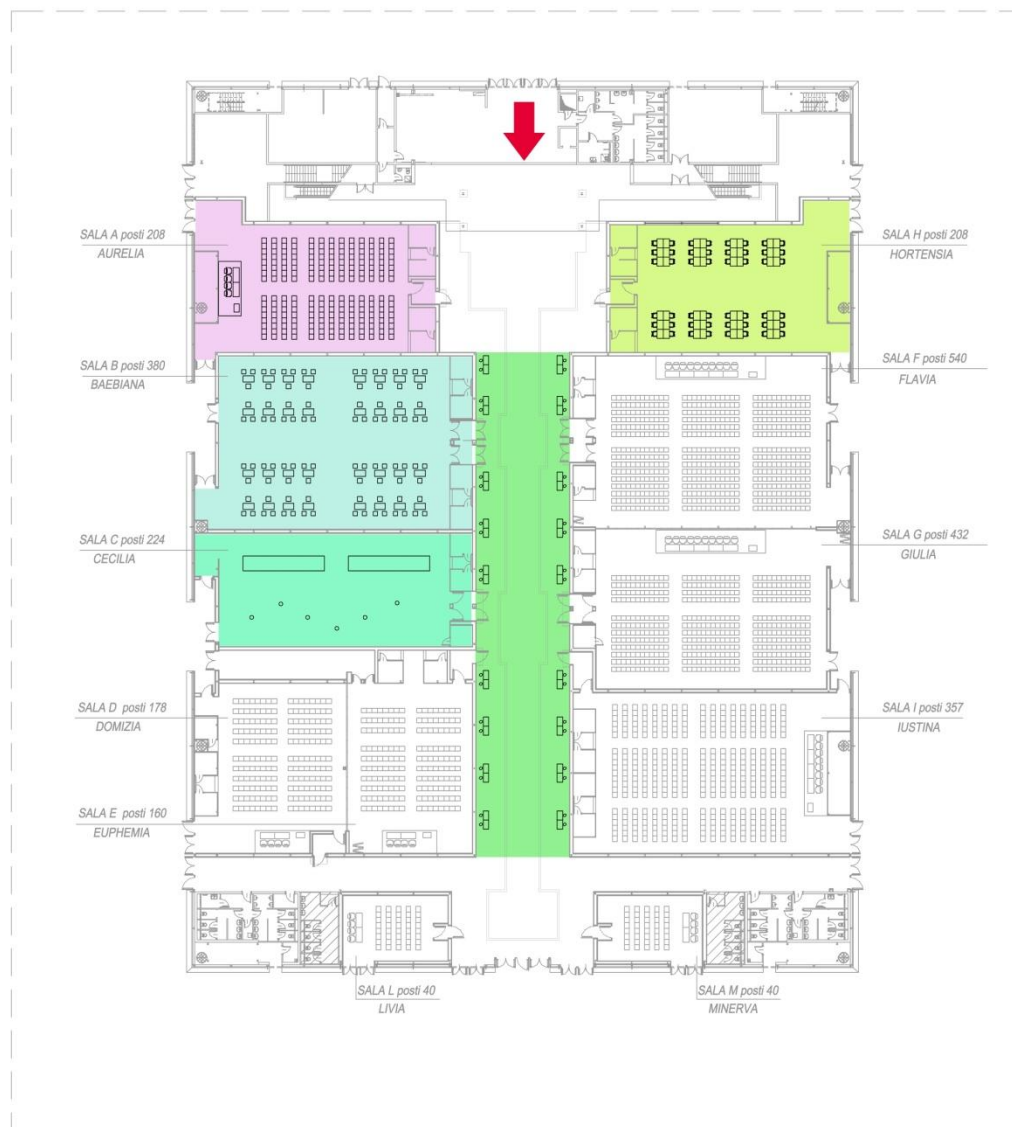 SALA A posti 208
AURELIA
SALA H posti 208
HORTENSIA
SALA B posti 380
BAEBIANA
SALA F posti 540
FLAVIA
SALA C posti 224
CECILIA
SALA G posti 432
GIULIA
SALA D posti 178
DOMIZIA
SALA I posti 357
IUSTINA
SALA E posti 160
EUPHEMIA
SALA L posti 40
LIVIA
SALA M posti 40
MINERVA